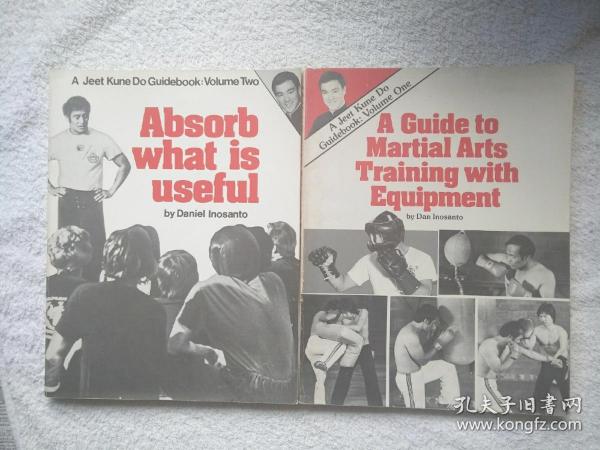 A Jeet Kune Do Guidebook: Volume Two
Absorb
what is
useful
by Daniel Inosanto
A Jeet Kune Do
Guidebook: Volume One
A Guide to
Martial Arts
Training with
Equipment
by Dan Inosanto
孔夫子旧書网
www.kongfz.com